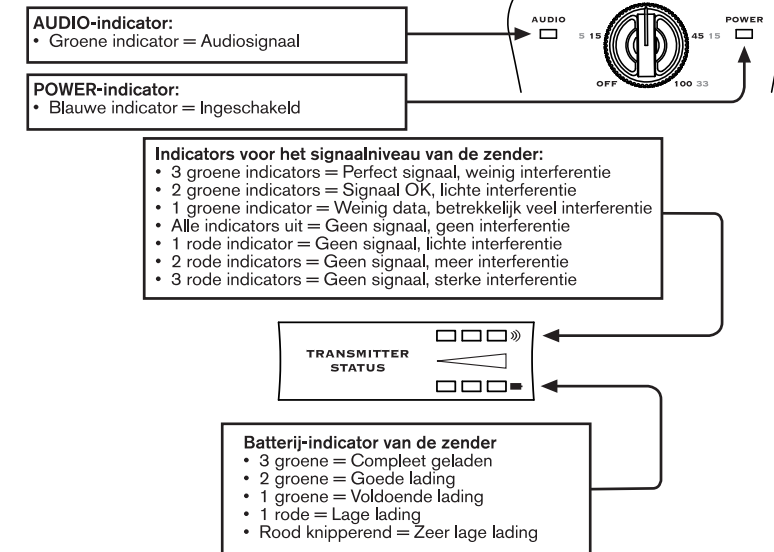 AUDIO-indicator:
• Groene indicator = Audiosignaal
POWER-indicator:
• Blauwe indicator = Ingeschakeld
AUDIO
POWER
5 15
45 15
OFF
100 33
Indicators voor het signaalniveau van de zender:
• 3 groene indicators = Perfect signaal, weinig interferentie
• 2 groene indicators = Signaal OK, lichte interferentie
• 1 groene indicator = Weinig data, betrekkelijk veel interferentie
• Alle indicators uit = Geen signaal, geen interferentie
• 1 rode indicator = Geen signaal, lichte interferentie
• 2 rode indicators = Geen signaal, meer interferentie
• 3 rode indicators = Geen signaal, sterke interferentie
TRANSMITTER
STATUS
Batterij-indicator van de zender
• 3 groene = Compleet geladen
• 2 groene = Goede lading
• 1 groene = Voldoende lading
• 1 rode = Lage lading
• Rood knipperend = Zeer lage lading